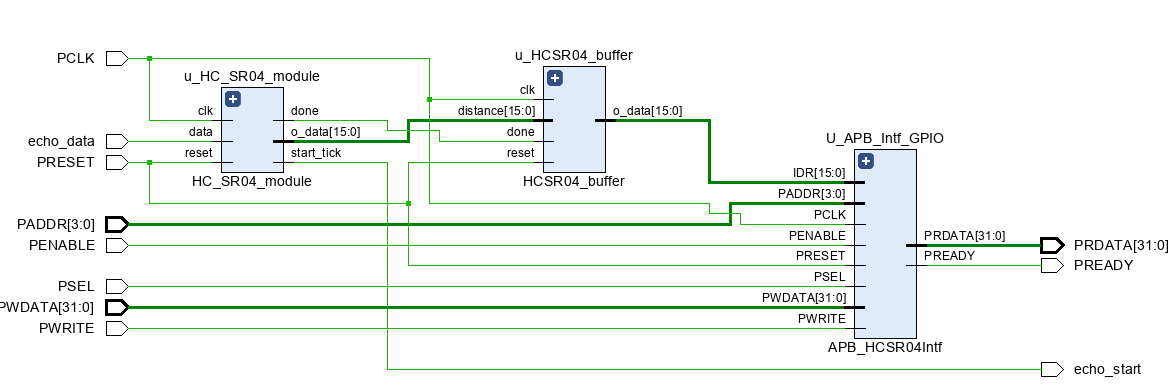 PCLK
echo_data
PRESET
PADDR[3:0]
PENABLE
PSEL
PWDATA[31:0]
PWRITE
u_HC_SR04_module
clk
data
reset
done
o_data[15:0]
start_tick
HC_SR04_module
u_HCSR04_buffer
clk
distance[15:0]
done
reset
o_data[15:0]
HCSR04_buffer
U_APB_Intf_GPIO
IDR[15:0]
PADDR[3:0]
PCLK
PENABLE
PRESET
PSEL
PWDATA[31:0]
PWRITE
PRDATA[31:0]
PREADY
APB_HCSR04Intf
PRDATA[31:0]
PREADY
echo_start